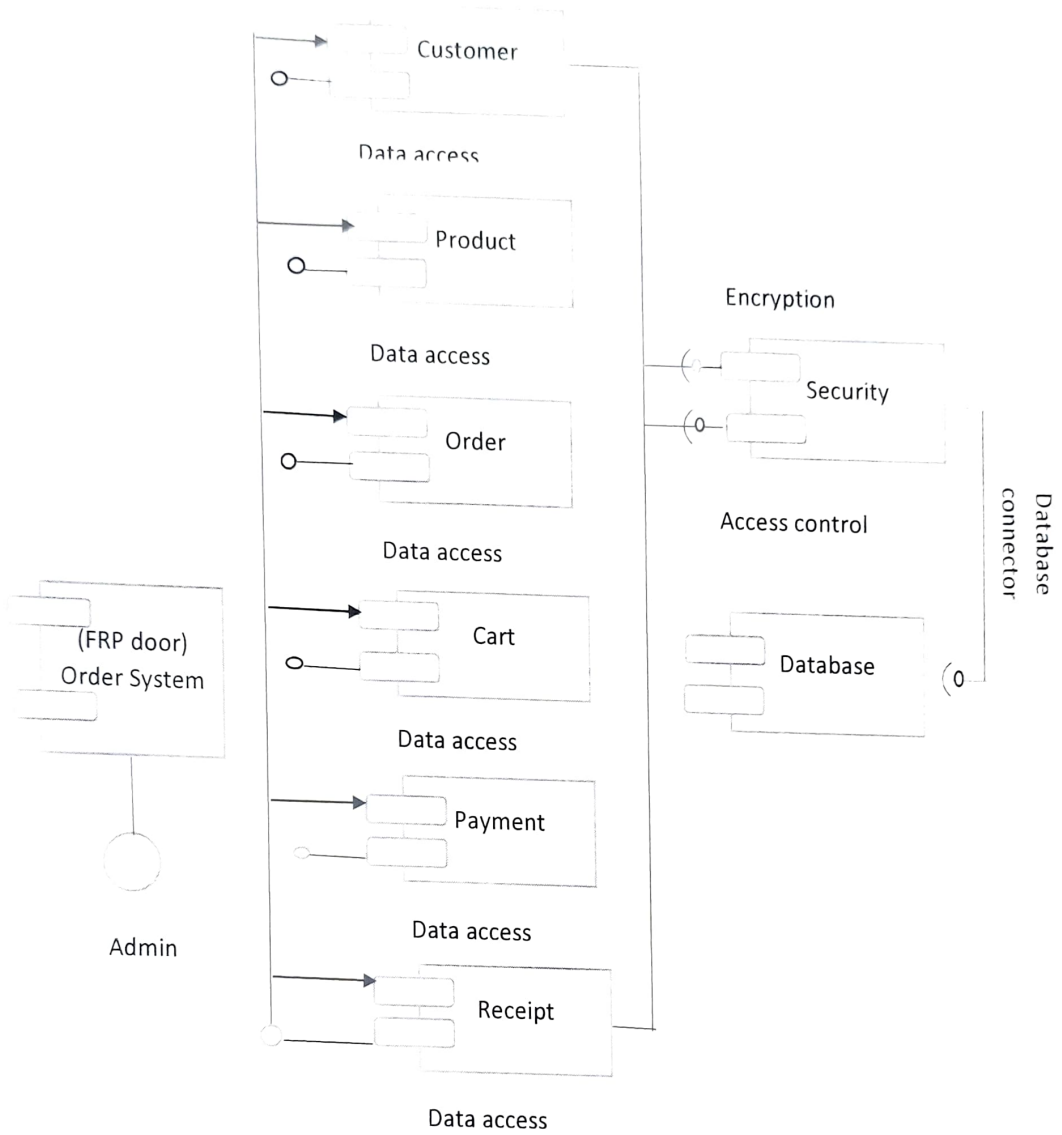 Customer
Data access
Product
Data access
Order
Data access
Cart
Data access
Payment
Data access
Receipt
Data access
(FRP door)
Order System
Admin
Encryption
Security
Access control
Database
Database
connector